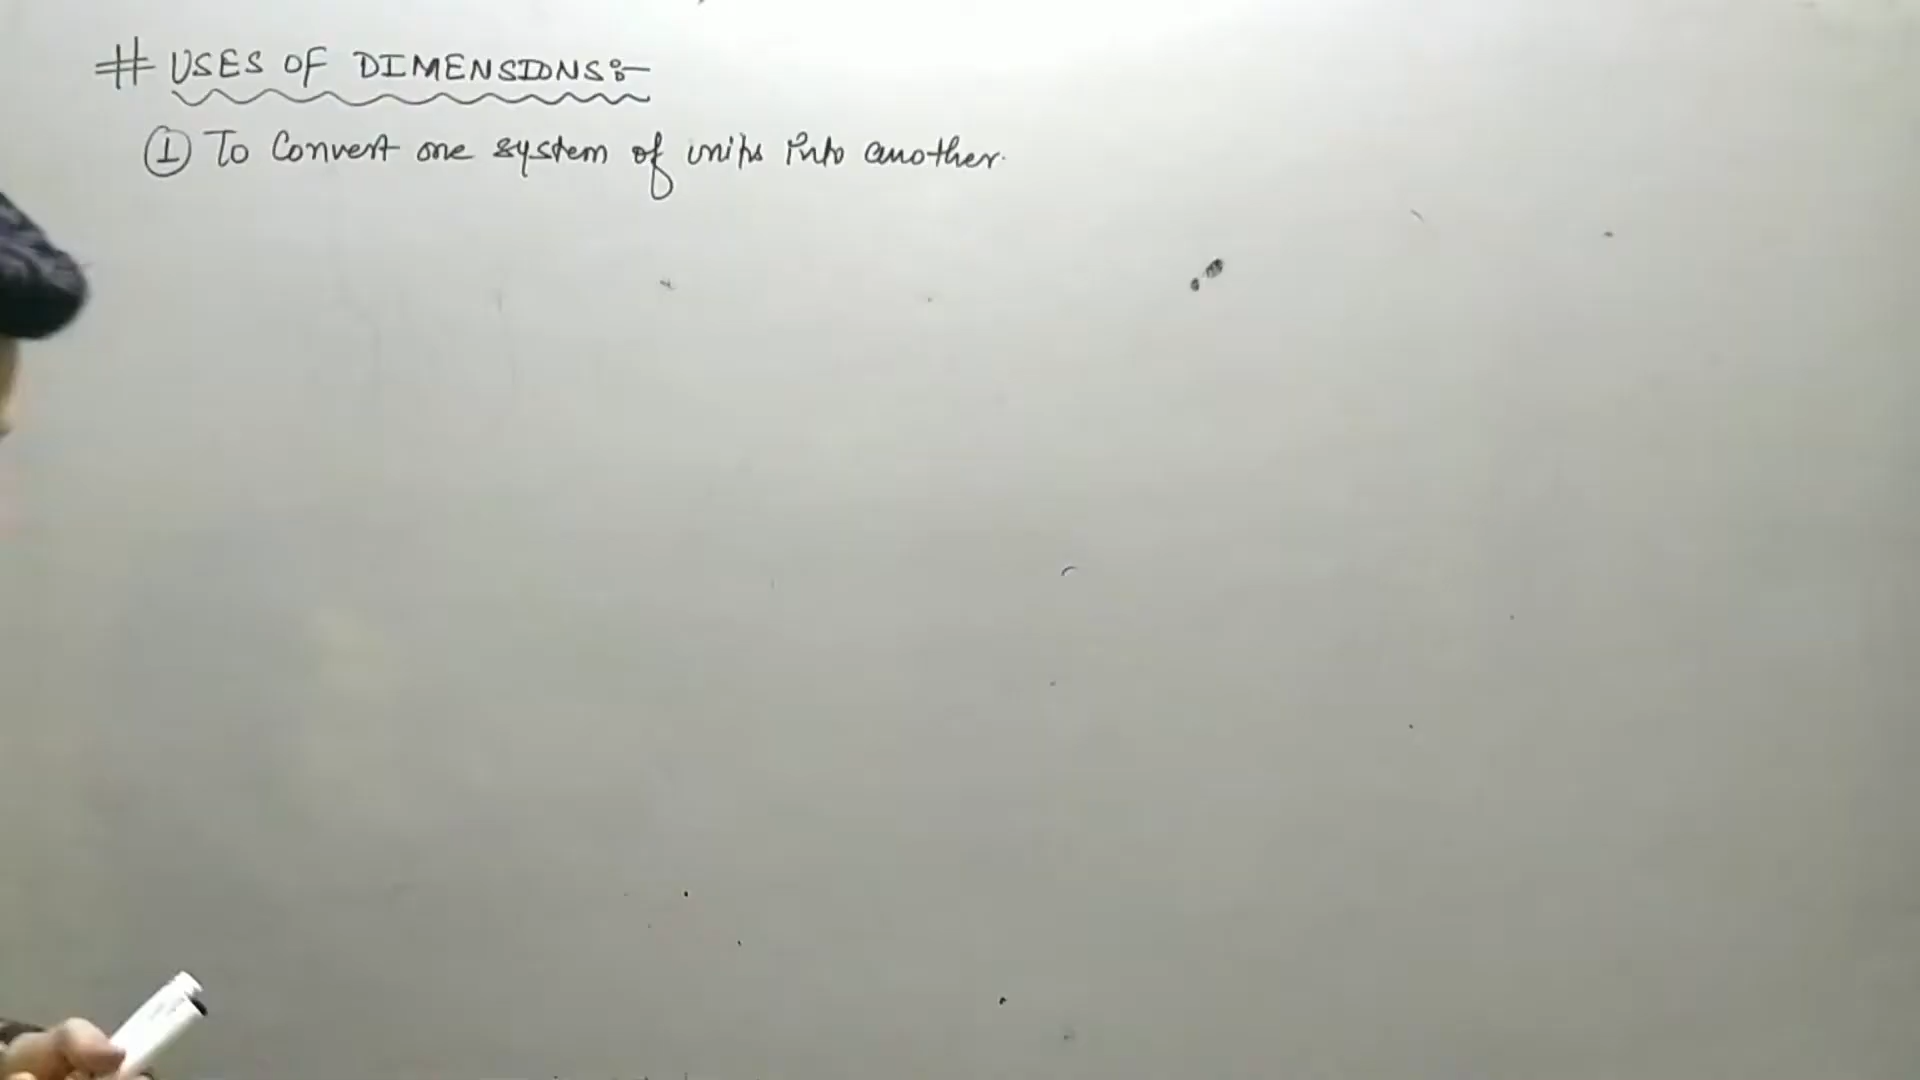 # USES OF DIMENSIONS:-
① To Convert one system of units into another.